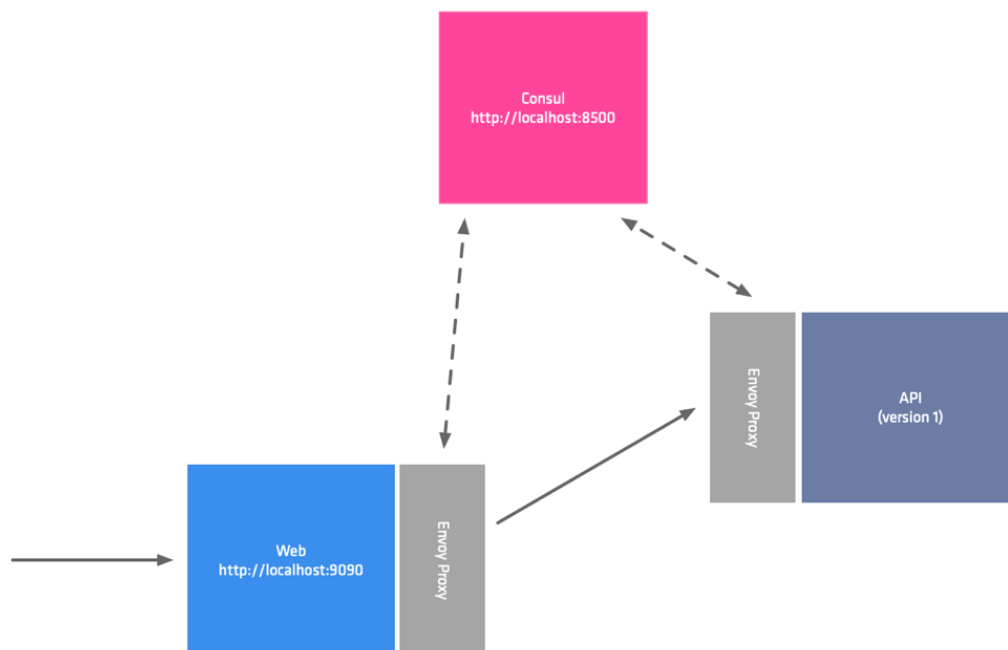 Consul
http://localhost:8500
Envoy Proxy
API
(version 1)
Web
http://localhost:9090
Envoy Proxy